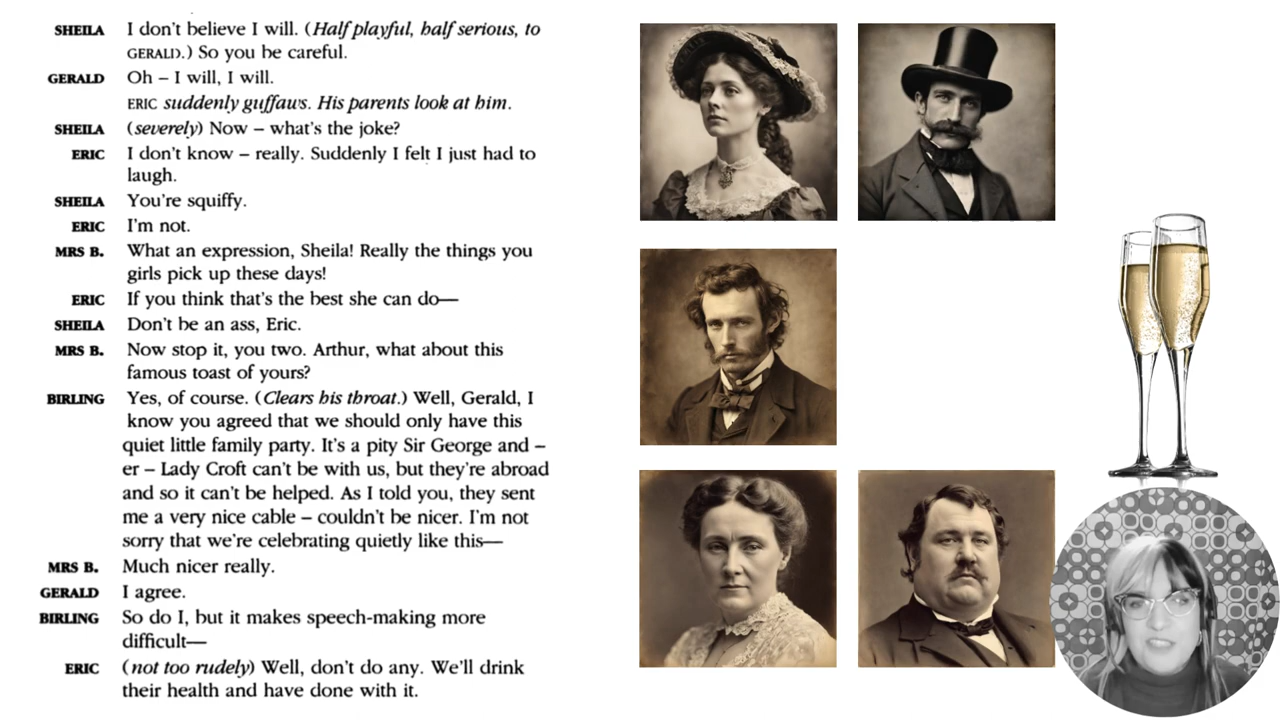 SHEILA I don't believe I will. (Half playful, half serious, to
GERALD.) So you be careful.
GERALD Oh – I will, I will.
ERIC suddenly guffaws. His parents look at him.
SHEILA (severely) Now – what's the joke?
ERIC I don't know – really. Suddenly I felt I just had to
laugh.
SHEILA You're squiffy.
ERIC I'm not.
MRS B. What an expression, Sheila! Really the things you
girls pick up these days!
ERIC If you think that's the best she can do—
SHEILA Don't be an ass, Eric.
MRS B. Now stop it, you two. Arthur, what about this
famous toast of yours?
BIRLING Yes, of course. (Clears his throat.) Well, Gerald, I
know you agreed that we should only have this
quiet little family party. It's a pity Sir George and –
er – Lady Croft can't be with us, but they're abroad
and so it can't be helped. As I told you, they sent
me a very nice cable – couldn't be nicer. I'm not
sorry that we're celebrating quietly like this—
MRS B. Much nicer really.
GERALD I agree.
BIRLING So do I, but it makes speech-making more
difficult—
ERIC (not too rudely) Well, don't do any. We'll drink
their health and have done with it.